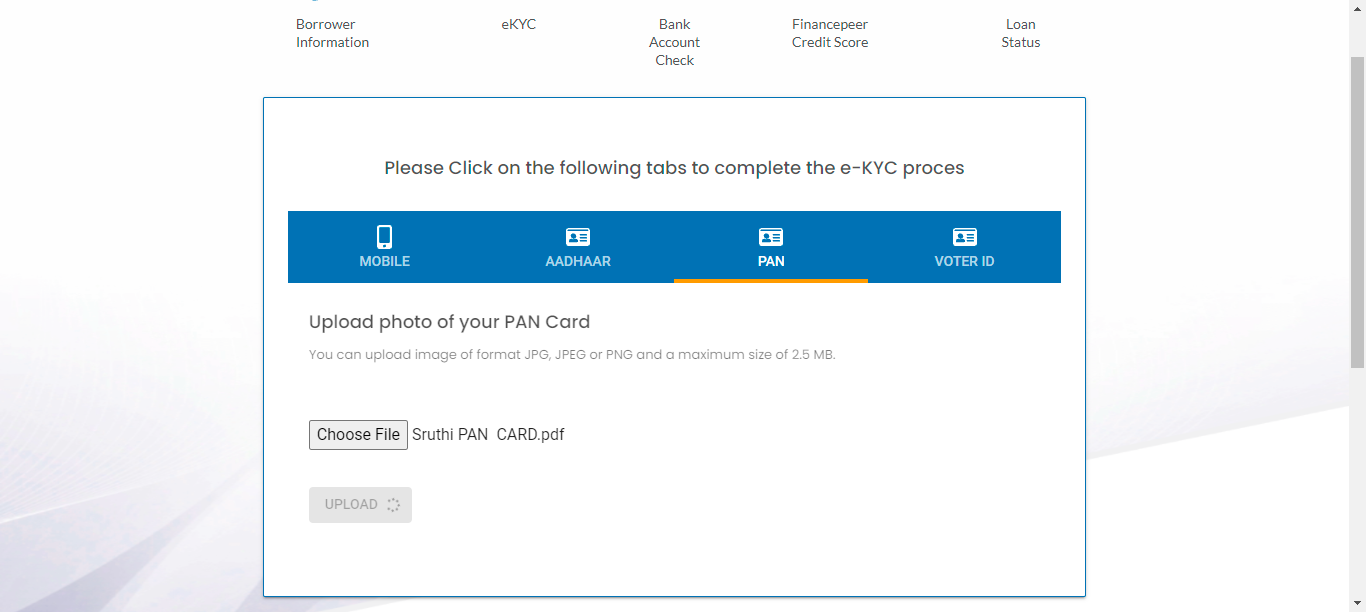 Borrower
Information
eKYC
Bank
Account
Check
Financepeer
Credit Score
Loan
Status
Please Click on the following tabs to complete the e-KYC proces
MOBILE
AADHAAR
PAN
VOTER ID
Upload photo of your PAN Card
You can upload image of format JPG, JPEG or PNG and a maximum size of 2.5 MB.
Choose File Sruthi PAN  CARD.pdf
UPLOAD